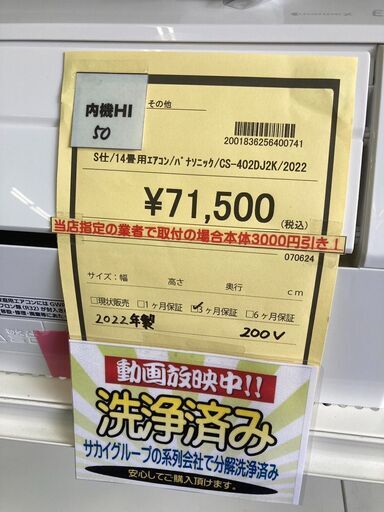 内機HI
50
その他
2001836256400741
S仕/14畳用ｴｱｺﾝ/ﾊﾟﾅｿﾆｯｸ/CS-402DJ2K/2022
¥71,500
(税込)
当店指定の業者で取付の場合本体3000円引き！
070624
サイズ：幅 高さ 奥行 cm
□現状販売 □1ヶ月保証 ☑3ヶ月保証 □6ヶ月保証
2022年製 200V
動画放映中!!
洗浄済み
サカイグループの系列会社で分解洗浄済み
安心してご購入頂けます。